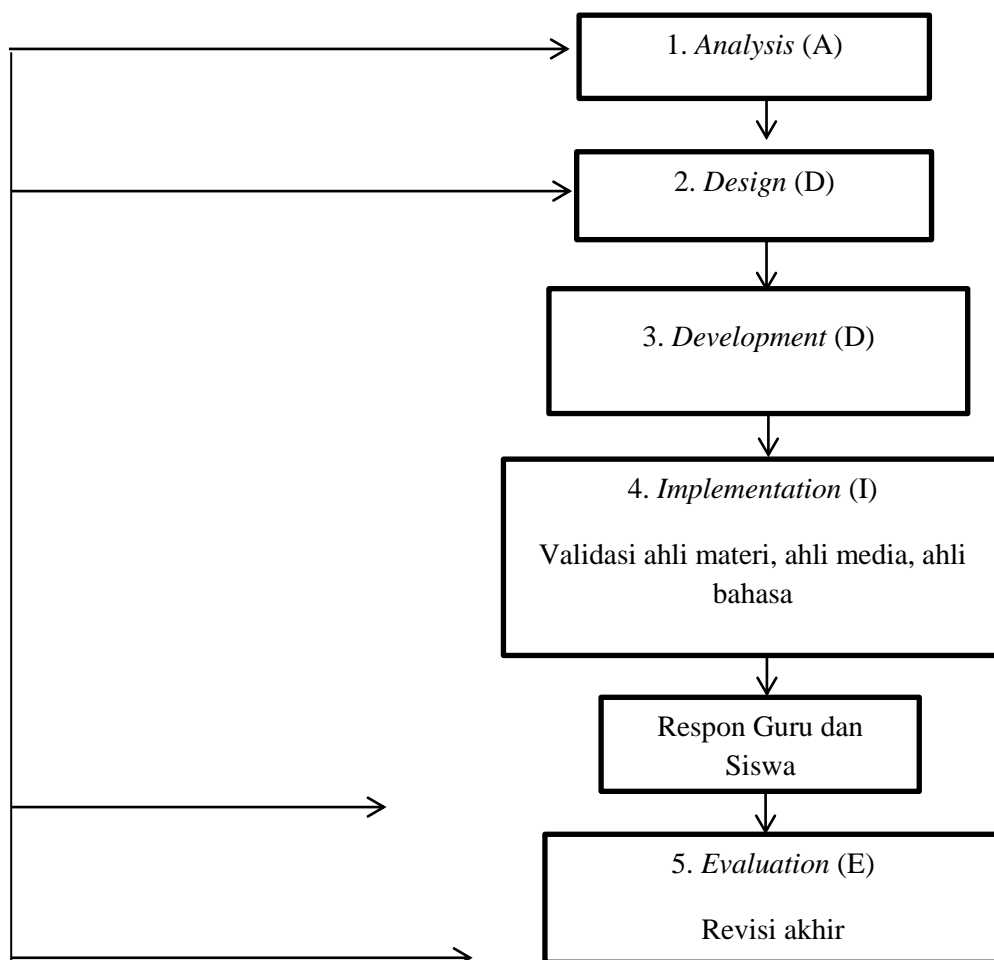 1. Analysis (A)
2. Design (D)
3. Development (D)
4. Implementation (I)
Validasi ahli materi, ahli media, ahli
bahasa
Respon Guru dan
Siswa
5. Evaluation (E)
Revisi akhir